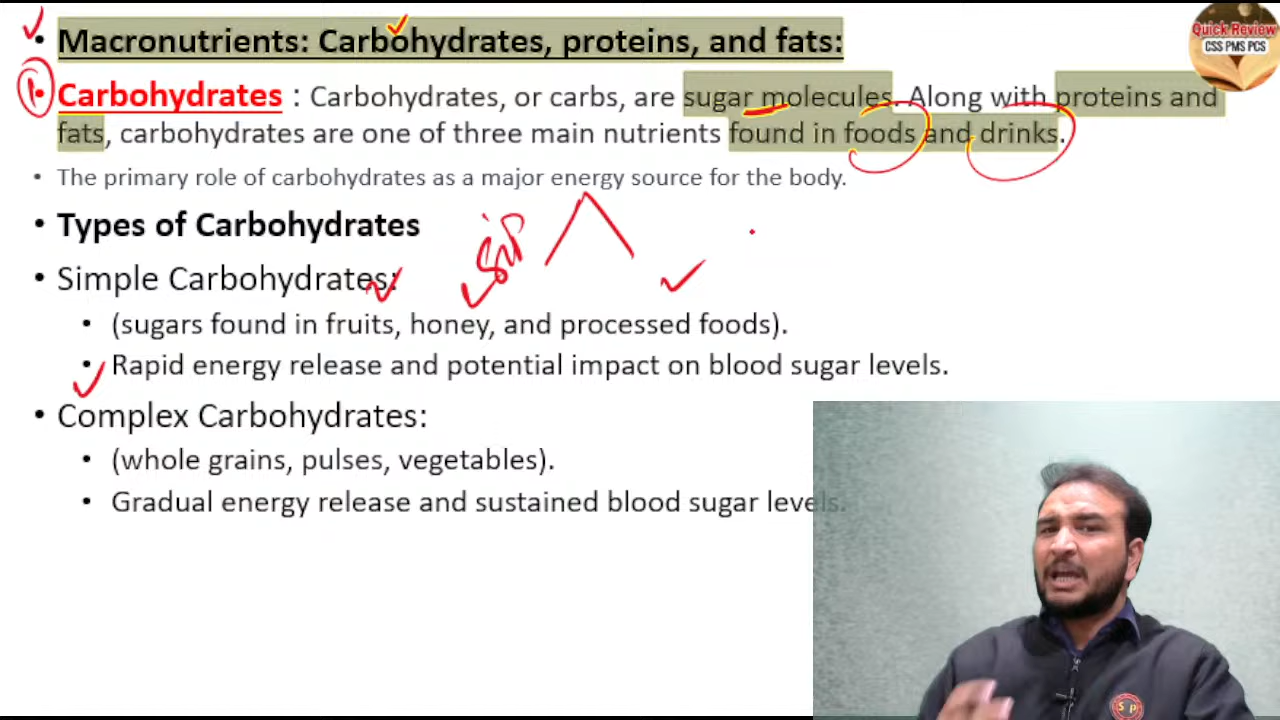 Quick Review
CSS PMS PCS
• Macronutrients: Carbohydrates, proteins, and fats:
• Carbohydrates : Carbohydrates, or carbs, are sugar molecules. Along with proteins and
fats, carbohydrates are one of three main nutrients found in foods and drinks.
• The primary role of carbohydrates as a major energy source for the body.
• Types of Carbohydrates
• Simple Carbohydrates:
• (sugars found in fruits, honey, and processed foods).
• Rapid energy release and potential impact on blood sugar levels.
• Complex Carbohydrates:
• (whole grains, pulses, vegetables).
• Gradual energy release and sustained blood sugar levels.
SP